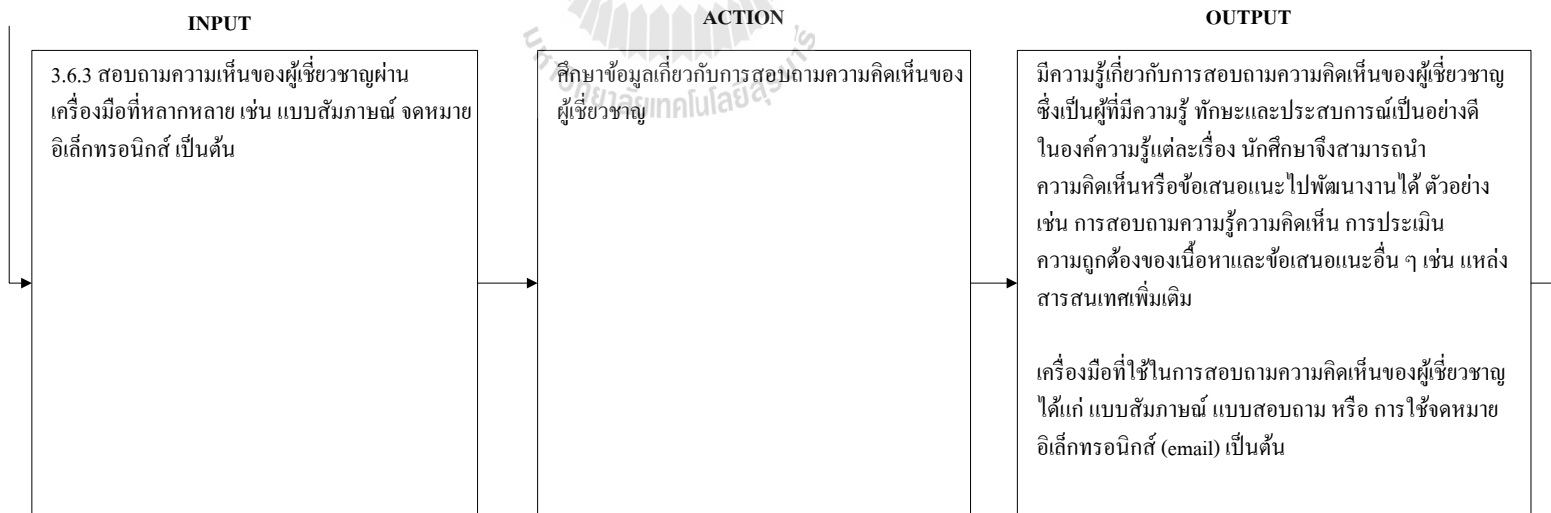 INPUT
3.6.3 สอบถามความเห็นของผู้เชี่ยวชาญผ่าน
เครื่องมือที่หลากหลาย เช่น แบบสัมภาษณ์ จดหมาย
อิเล็กทรอนิกส์ เป็นต้น
ACTION
ศึกษาข้อมูลเกี่ยวกับการสอบถามความคิดเห็นของ
ผู้เชี่ยวชาญ
OUTPUT
มีความรู้เกี่ยวกับการสอบถามความคิดเห็นของผู้เชี่ยวชาญ
ซึ่งเป็นผู้ที่มีความรู้ ทักษะและประสบการณ์เป็นอย่างดี
ในองค์ความรู้แต่ละเรื่อง นักศึกษาจึงสามารถนำ
ความคิดเห็นหรือข้อเสนอแนะไปพัฒนางานได้ ตัวอย่าง
เช่น การสอบถามความรู้ความคิดเห็น การประเมิน
ความถูกต้องของเนื้อหาและข้อเสนอแนะอื่น ๆ เช่น แหล่ง
สารสนเทศเพิ่มเติม
เครื่องมือที่ใช้ในการสอบถามความคิดเห็นของผู้เชี่ยวชาญ
ได้แก่ แบบสัมภาษณ์ แบบสอบถาม หรือ การใช้จดหมาย
อิเล็กทรอนิกส์ (email) เป็นต้น